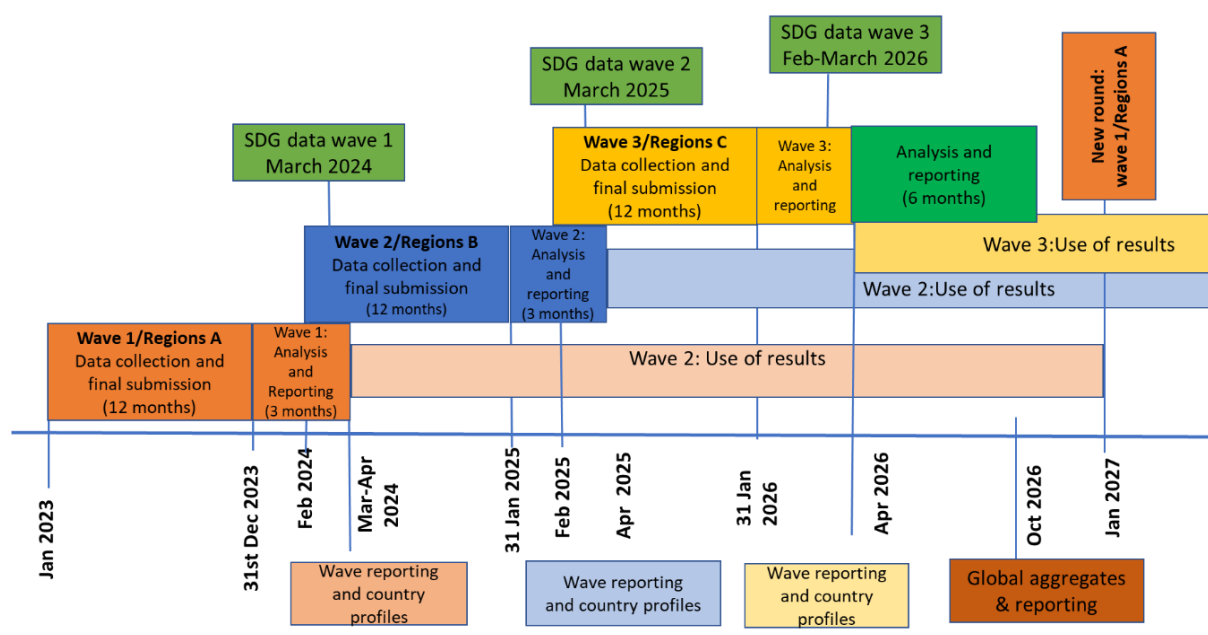 SDG data wave 1
March 2024
SDG data wave 2
March 2025
SDG data wave 3
Feb-March 2026
New round:
wave 1/Regions A
Wave 3/Regions C
Data collection and
final submission
(12 months)
Wave 3:
Analysis
and
reporting
Analysis and
reporting
(6 months)
Wave 2/Regions B
Data collection and
final submission
(12 months)
Wave 2:
Analysis
and
reporting
(3 months)
Wave 3:Use of results
Wave 2:Use of results
Wave 1/Regions A
Data collection and
final submission
(12 months)
Wave 1:
Analysis
and
Reporting
(3 months)
Wave 2: Use of results
Jan 2023
31st Dec 2023
Feb 2024
Mar-Apr
2024
31 Jan 2025
Feb 2025
Apr 2025
31 Jan
2026
Apr 2026
Oct 2026
Jan 2027
Wave reporting
and country
profiles
Wave reporting
and country profiles
Wave reporting
and country
profiles
Global aggregates
& reporting